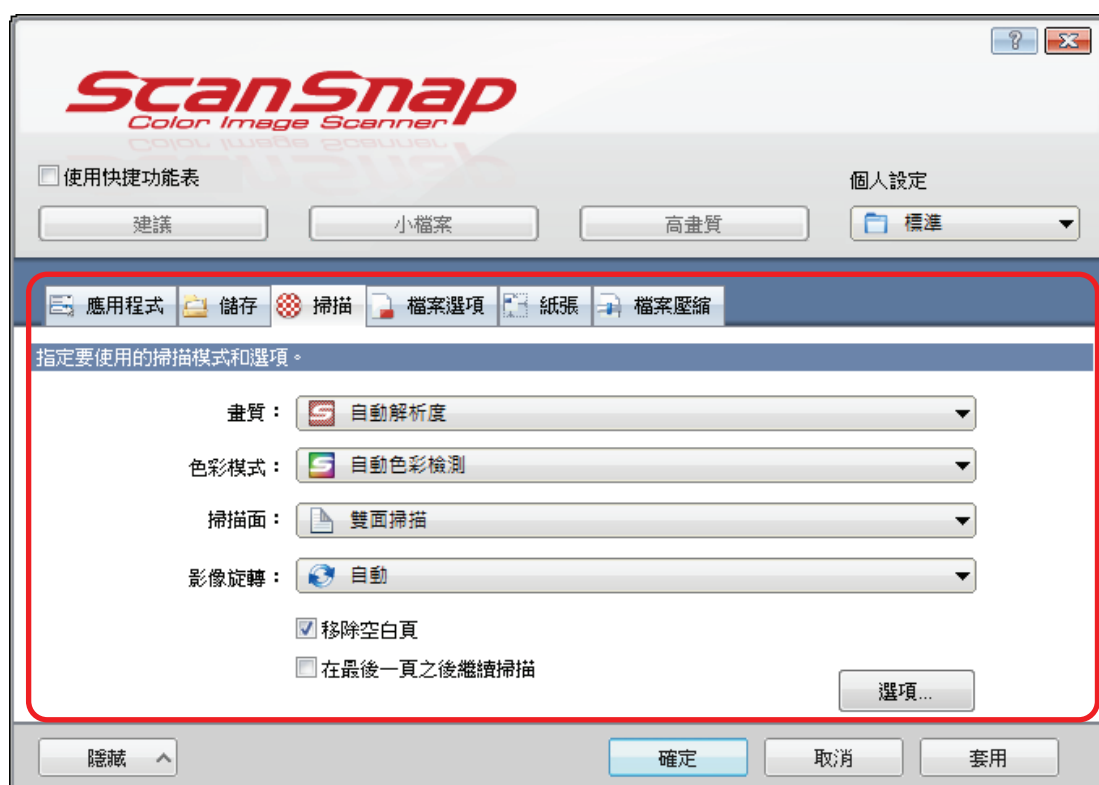 ?
ScanSnap
Color Image Scanner
使用快捷功能表
個人設定
建議 小檔案 高畫質 標準
應用程式 儲存 掃描 檔案選項 紙張 檔案壓縮
指定要使用的掃描模式和選項。
畫質： 自動解析度
色彩模式： 自動色彩檢測
掃描面： 雙面掃描
影像旋轉： 自動
移除空白頁
在最後一頁之後繼續掃描
選項...
隱藏 確定 取消 套用